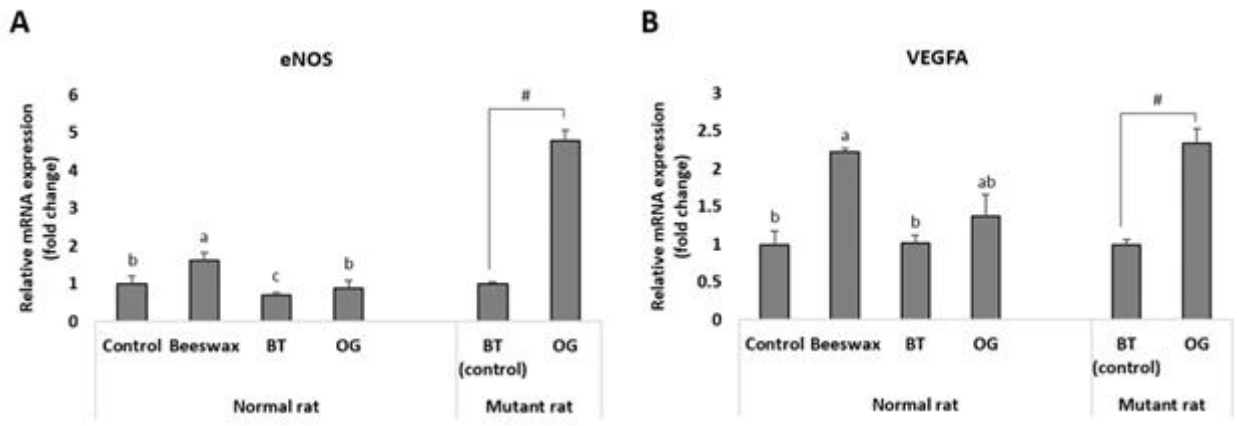 A
eNOS
Relative mRNA expression
(fold change)
6
5
4
3
2
1
0
b
a
c
b
#
Control Beeswax BT OG
BT
(control)
OG
Normal rat
Mutant rat
B
VEGFA
Relative mRNA expression
(fold change)
3
2.5
2
1.5
1
0.5
0
b
a
b
ab
#
Control Beeswax BT OG
BT
(control)
OG
Normal rat
Mutant rat